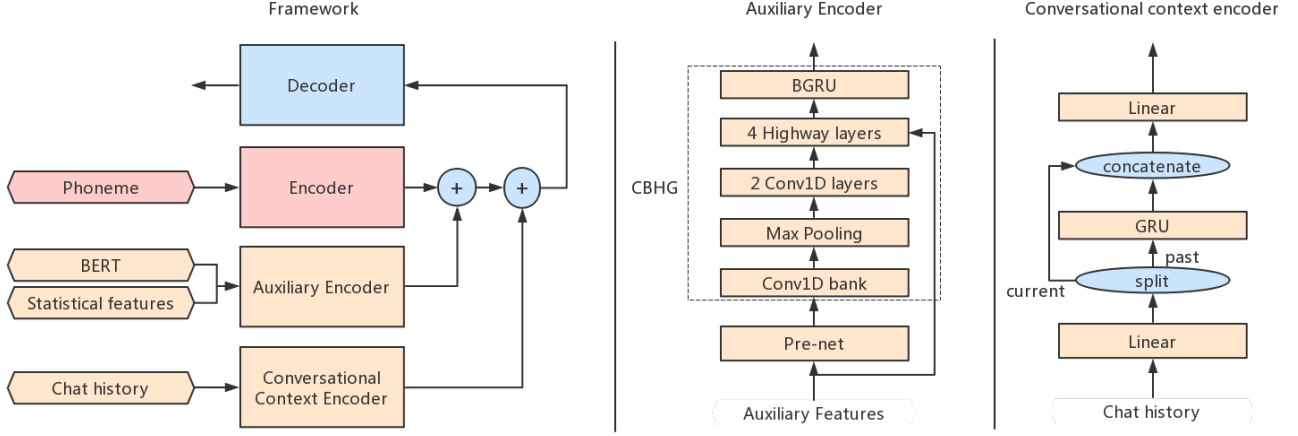 Framework
Decoder
Phoneme
Encoder
+
+
BERT
Statistical features
Auxiliary Encoder
Chat history
Conversational
Context Encoder
Auxiliary Encoder
BGRU
4 Highway layers
CBHG
2 Conv1D layers
Max Pooling
Conv1D bank
Pre-net
Auxiliary Features
Conversational context encoder
Linear
concatenate
GRU
past
split
current
Linear
Chat history